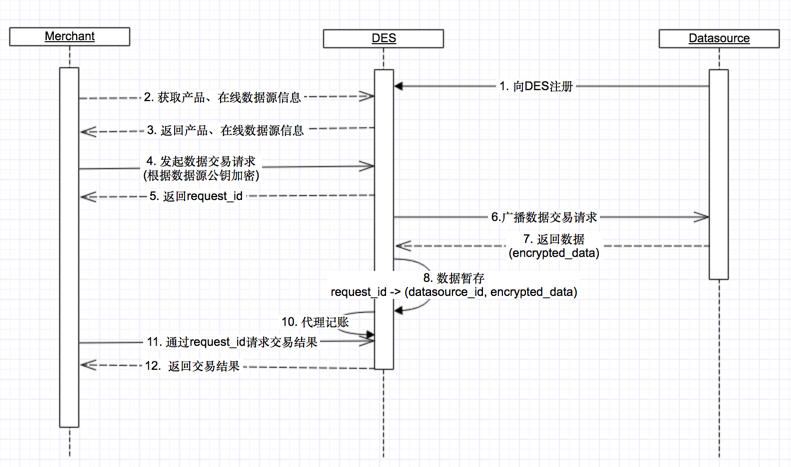 Merchant
DES
Datasource
1. 向DES注册
2. 获取产品、在线数据源信息
3. 返回产品、在线数据源信息
4. 发起数据交易请求
(根据数据源公钥加密)
5. 返回request_id
6.广播数据交易请求
7. 返回数据
(encrypted_data)
8. 数据暂存
request_id -> (datasource_id, encrypted_data)
10. 代理记账
11. 通过request_id请求交易结果
12. 返回交易结果